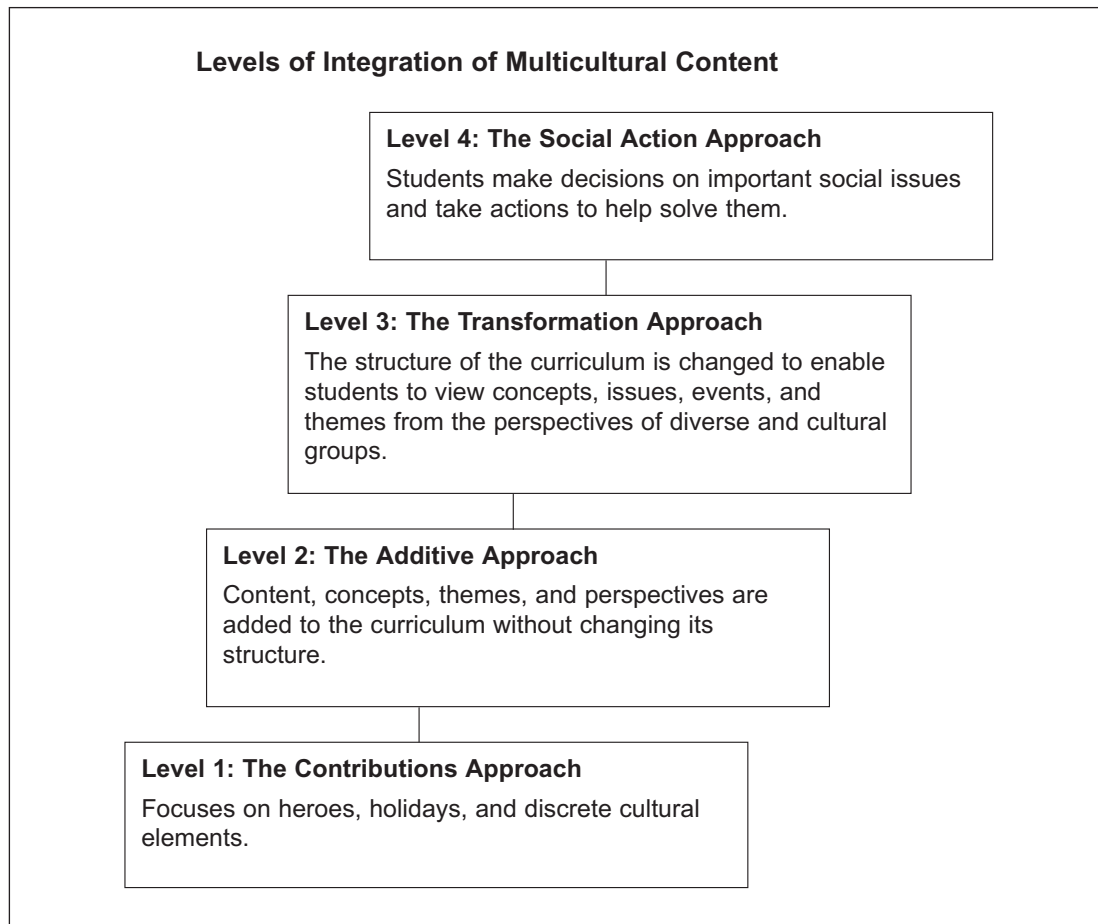 Levels of Integration of Multicultural Content
Level 4: The Social Action Approach
Students make decisions on important social issues
and take actions to help solve them.
Level 3: The Transformation Approach
The structure of the curriculum is changed to enable
students to view concepts, issues, events, and
themes from the perspectives of diverse and cultural
groups.
Level 2: The Additive Approach
Content, concepts, themes, and perspectives are
added to the curriculum without changing its
structure.
Level 1: The Contributions Approach
Focuses on heroes, holidays, and discrete cultural
elements.